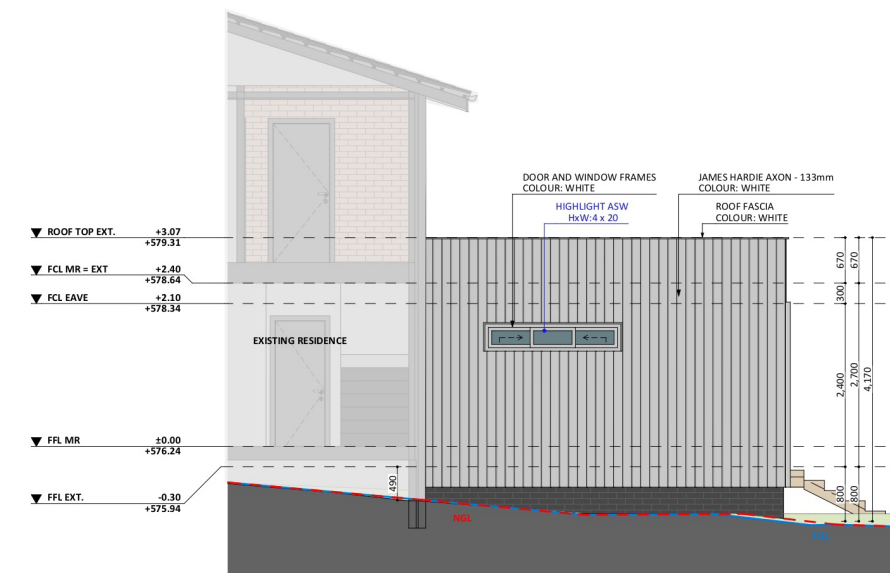 DOOR AND WINDOW FRAMES
COLOUR: WHITE
JAMES HARDIE AXON - 133mm
COLOUR: WHITE
HIGHLIGHT ASW
HxW:4 x 20
ROOF FASCIA
COLOUR: WHITE
ROOF TOP EXT. +3.07
+579.31
FCL MR = EXT +2.40
+578.64
FCL EAVE +2.10
+578.34
EXISTING RESIDENCE
FFL MR ±0.00
+576.24
FFL EXT. -0.30
+575.94
490
NGL
670
670
300
2,400
2,700
4,170
800
800